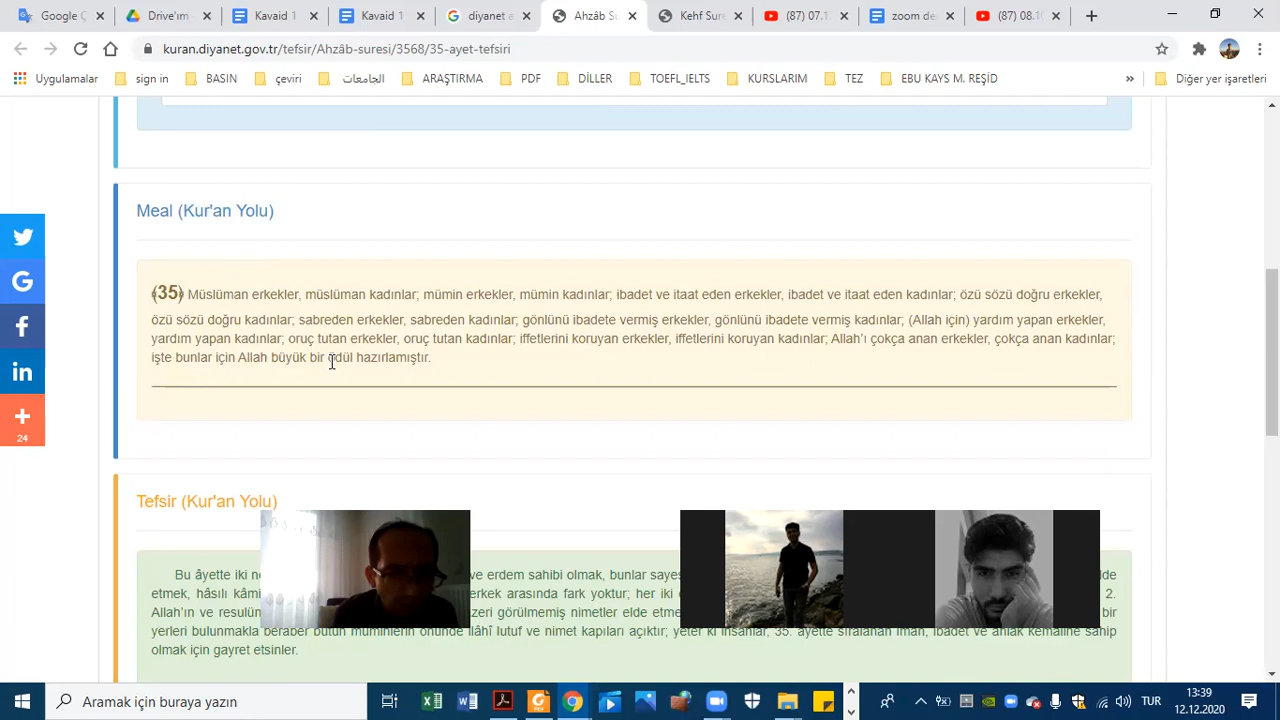 Google Ç
Drivăm
Kavaid 1
Kavaid 1
diyanet a
Ahzâb Su
Kehf Sur
(87) 07.1
zoom de
(87) 08.1
kuran.diyanet.gov.tr/tefsir/Ahzâb-suresi/3568/35-ayet-tefsiri
Uygulamalar sign in BASIN çeviri الجامعات ARAŞTIRMA PDF DİLLER TOEFL_IELTS KURSLARIM TEZ EBU KAYS M. REŞİD » Diğer yer işaretleri
Meal (Kur'an Yolu)
﴾35﴿ Müslüman erkekler, müslüman kadınlar; mümin erkekler, mümin kadınlar; ibadet ve itaat eden erkekler, ibadet ve itaat eden kadınlar; özü sözü doğru erkekler,
özü sözü doğru kadınlar; sabreden erkekler, sabreden kadınlar; gönlünü ibadete vermiş erkekler, gönlünü ibadete vermiş kadınlar; (Allah için) yardım yapan erkekler,
yardım yapan kadınlar; oruç tutan erkekler, oruç tutan kadınlar; iffetlerini koruyan erkekler, iffetlerini koruyan kadınlar; Allah'ı çokça anan erkekler, çokça anan kadınlar;
işte bunlar için Allah büyük bir ödül hazırlamıştır.
24
Tefsir (Kur'an Yolu)
Bu âyette iki ve erdem sahibi olmak, bunlar saye lde
etmek, hâsılı kâmi erkek arasında fark yoktur; her iki 2.
Allah'ın ve resulün zeri görülmemiş nimetler elde etme bir
yerleri bulunmakla beraber bütün müminlerin önünde ilâhî lutuf ve nimet kapıları açıktır; yeter ki insanlar, 35. âyette sıralanan iman, ibadet ve ahlâk kemaline sahip
olmak için gayret etsinler.
Aramak için buraya yazın
TUR
13:39
12.12.2020